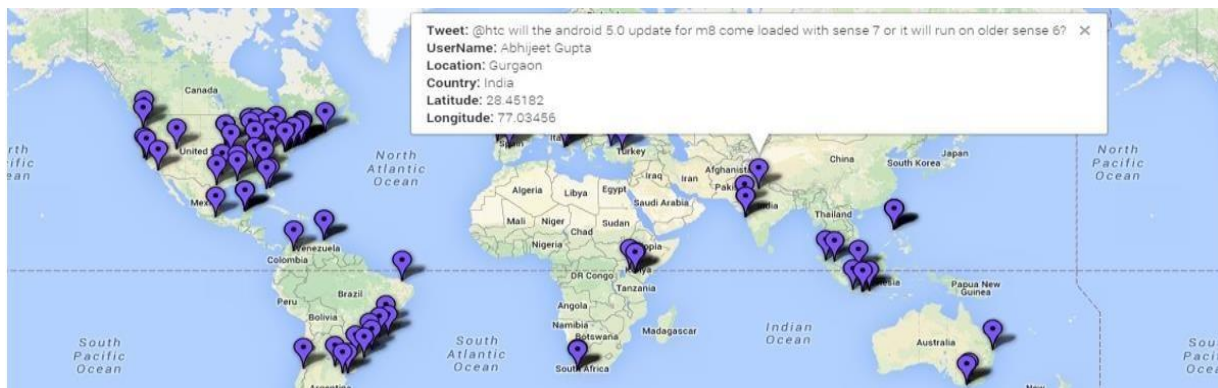 Tweet: @htc will the android 5.0 update for m8 come loaded with sense 7 or it will run on older sense 6?
UserName: Abhijeet Gupta
Location: Gurgaon
Country: India
Latitude: 28.45182
Longitude: 77.03456
Canada
North
Atlantic
Ocean
Turkey
Iraq
Iran
China
South Korea
Japan
North
Pacific
Ocean
Algeria
Libya
Egypt
Saudi Arabia
Mali
Niger
Chad
Sudan
Nigeria
Thailand
Venezuela
Colombia
DR Congo
Tanzania
Papua New
Guinea
Peru
Brazil
Bolivia
Angola
Namibia
Botswana
Madagascar
Indian
Ocean
Australia
South
Pacific
Ocean
South
Atlantic
Ocean
South Africa